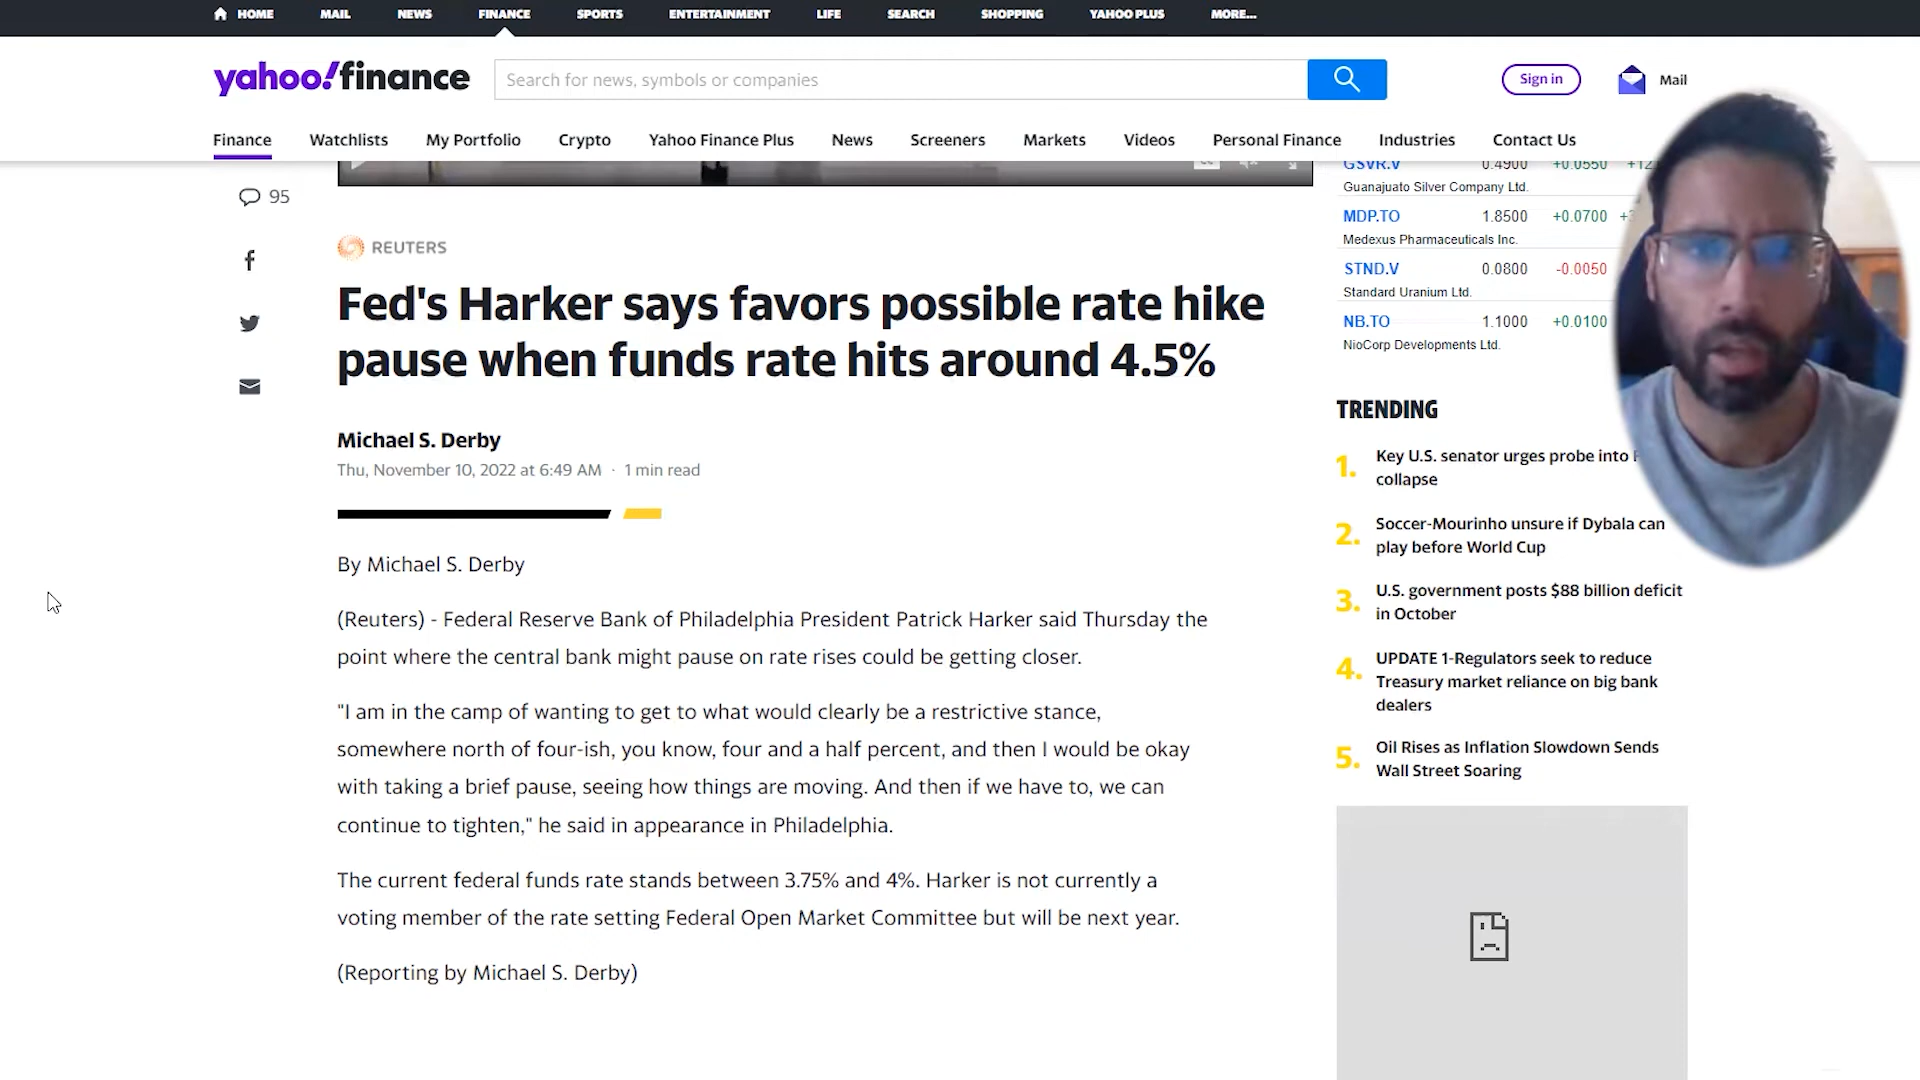 HOME MAIL NEWS FINANCE SPORTS ENTERTAINMENT LIFE SEARCH SHOPPING YAHOO PLUS MORE...
yahoo!finance
Search for news, symbols or companies
Sign in
Mail
Finance Watchlists My Portfolio Crypto Yahoo Finance Plus News Screeners Markets Videos Personal Finance Industries Contact Us
95
REUTERS
Fed's Harker says favors possible rate hike
pause when funds rate hits around 4.5%
Michael S. Derby
Thu, November 10, 2022 at 6:49 AM · 1 min read
By Michael S. Derby
(Reuters) - Federal Reserve Bank of Philadelphia President Patrick Harker said Thursday the
point where the central bank might pause on rate rises could be getting closer.
"I am in the camp of wanting to get to what would clearly be a restrictive stance,
somewhere north of four-ish, you know, four and a half percent, and then I would be okay
with taking a brief pause, seeing how things are moving. And then if we have to, we can
continue to tighten," he said in appearance in Philadelphia.
The current federal funds rate stands between 3.75% and 4%. Harker is not currently a
voting member of the rate setting Federal Open Market Committee but will be next year.
(Reporting by Michael S. Derby)
GSVR.V 0.4900 +0.0550
Guanajuato Silver Company Ltd.
MDP.TO 1.8500 +0.0700
Medexus Pharmaceuticals Inc.
STND.V 0.0800 -0.0050
Standard Uranium Ltd.
NB.TO 1.1000 +0.0100
NioCorp Developments Ltd.
TRENDING
1. Key U.S. senator urges probe into
collapse
2. Soccer-Mourinho unsure if Dybala can
play before World Cup
3. U.S. government posts $88 billion deficit
in October
4. UPDATE 1-Regulators seek to reduce
Treasury market reliance on big bank
dealers
5. Oil Rises as Inflation Slowdown Sends
Wall Street Soaring